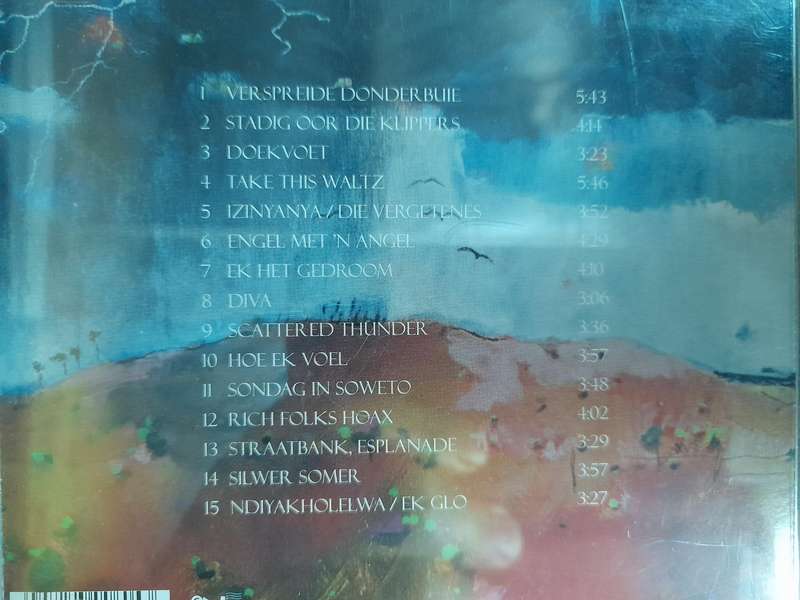 1 VERSPREIDE DONDERBUIE 5:43
2 STADIG OOR DIE KLIPPERS 4:14
3 DOEKVOET 3:23
4 TAKE THIS WALTZ 5:46
5 IZINYANYA / DIE VERGETENES 3:52
6 ENGEL MET 'N ANGEL 4:29
7 EK HET GEDROOM 4:10
8 DIVA 3:06
9 SCATTERED THUNDER 3:36
10 HOE EK VOEL 3:57
11 SONDAG IN SOWETO 3:48
12 RICH FOLKS HOAX 4:02
13 STRAATBANK, ESPLANADE 3:29
14 SILWER SOMER 3:57
15 NDIYAKHOLELWA / EK GLO 3:27